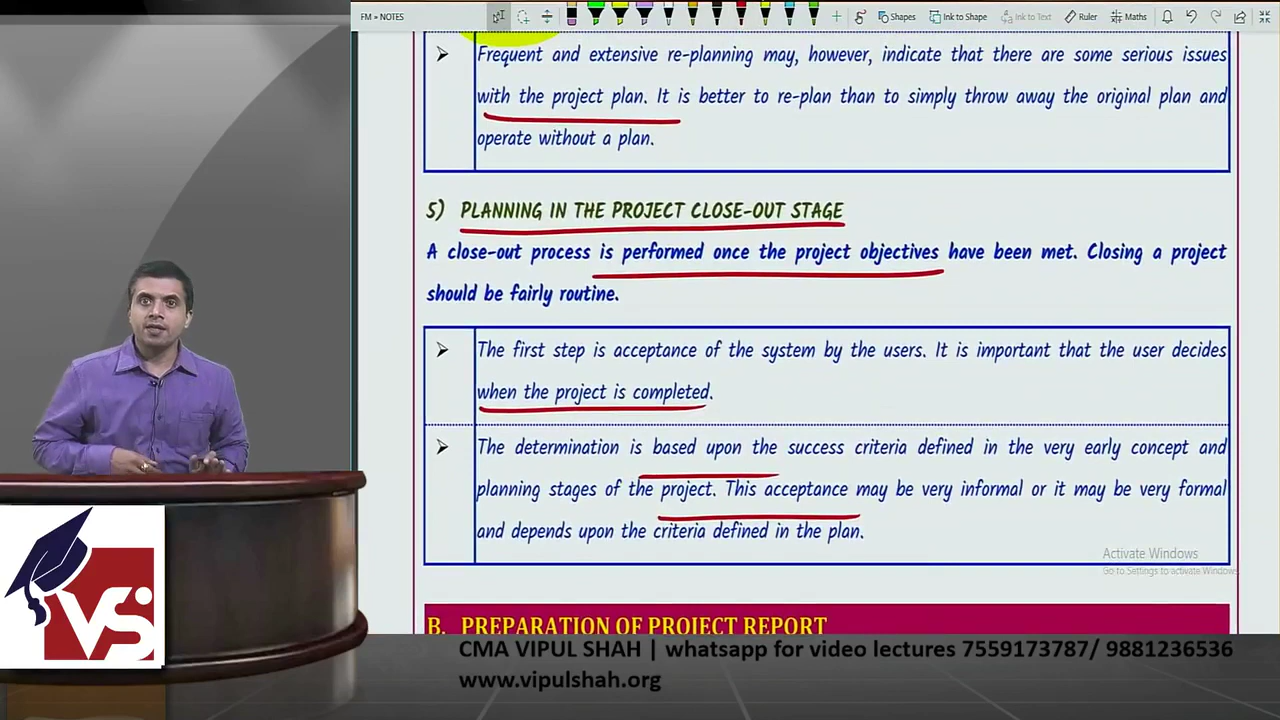 FM » NOTES
Shapes
Ink to Shape
Ink to Text
Ruler
Maths
Frequent and extensive re-planning may, however, indicate that there are some serious issues
with the project plan. It is better to re-plan than to simply throw away the original plan and
operate without a plan.
5) PLANNING IN THE PROJECT CLOSE-OUT STAGE
A close-out process is performed once the project objectives have been met. Closing a project
should be fairly routine.
The first step is acceptance of the system by the users. It is important that the user decides
when the project is completed.
The determination is based upon the success criteria defined in the very early concept and
planning stages of the project. This acceptance may be very informal or it may be very formal
and depends upon the criteria defined in the plan.
Activate Windows
Go to Settings to activate Windows
B. PREPARATION OF PROJECT REPORT
VS
CMA VIPUL SHAH | whatsapp for video lectures 7559173787/ 9881236536
www.vipulshah.org